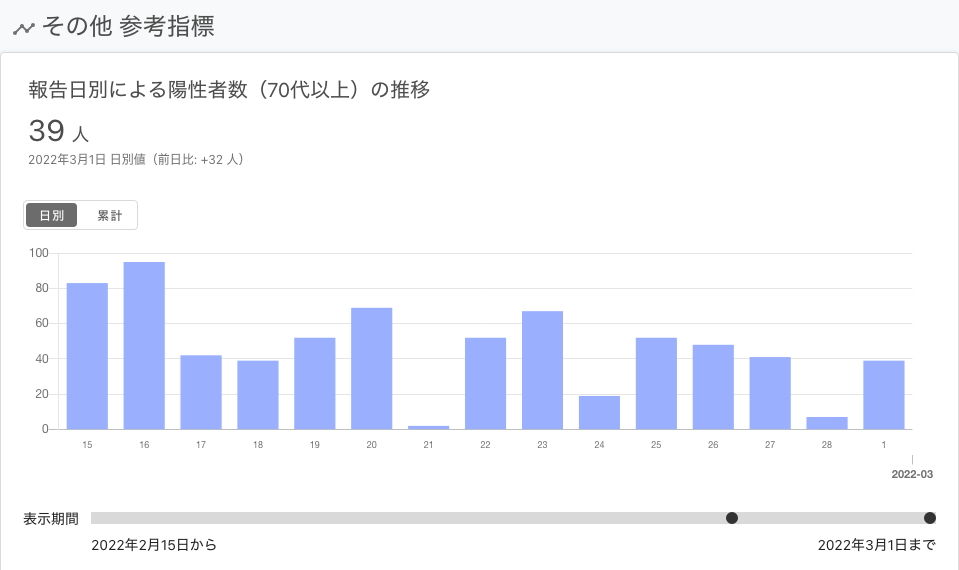 その他 参考指標
報告日別による陽性者数（70代以上）の推移
39 人
2022年3月1日 日別値（前日比: +32 人）
日別 累計
100
80
60
40
20
0
15 16 17 18 19 20 21 22 23 24 25 26 27 28 1
2022-03
表示期間
2022年2月15日から 2022年3月1日まで